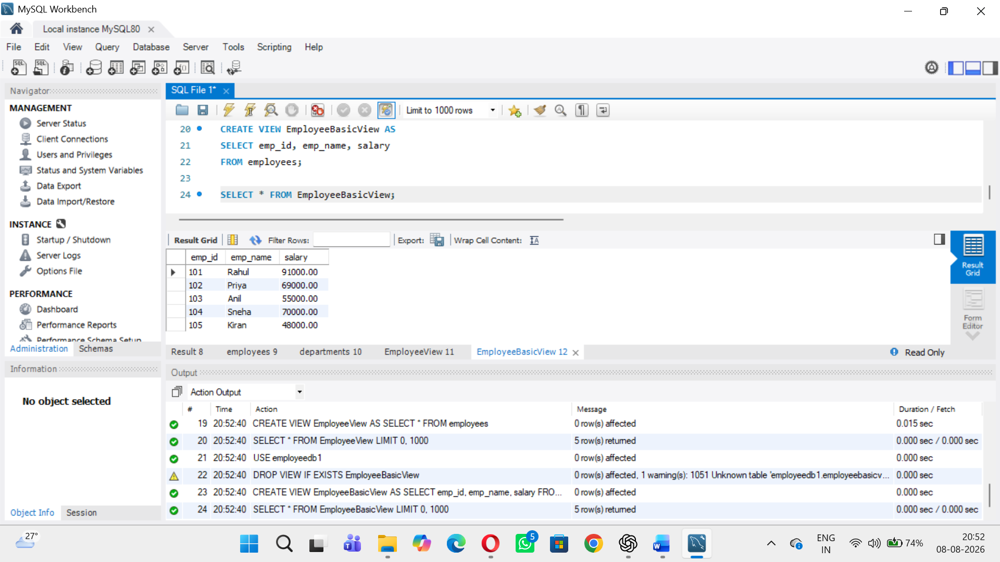 MySQL Workbench
Local instance MySQL80
File Edit View Query Database Server Tools Scripting Help
Navigator
MANAGEMENT
Server Status
Client Connections
Users and Privileges
Status and System Variables
Data Export
Data Import/Restore
INSTANCE
Startup / Shutdown
Server Logs
Options File
PERFORMANCE
Dashboard
Performance Reports
Performance Schema Setup
Administration Schemas
Information
No object selected
Object Info Session
SQL File 1*
Limit to 1000 rows
20 CREATE VIEW EmployeeBasicView AS
21 SELECT emp_id, emp_name, salary
22 FROM employees;
23
24 SELECT * FROM EmployeeBasicView;
Result Grid Filter Rows: Export: Wrap Cell Content:
emp_id emp_name salary
101 Rahul 91000.00
102 Priya 69000.00
103 Anil 55000.00
104 Sneha 70000.00
105 Kiran 48000.00
Result Grid
Form Editor
Result 8 employees 9 departments 10 EmployeeView 11 EmployeeBasicView 12 Read Only
Output
Action Output
# Time Action Message Duration / Fetch
19 20:52:40 CREATE VIEW EmployeeView AS SELECT * FROM employees 0 row(s) affected 0.015 sec
20 20:52:40 SELECT * FROM EmployeeView LIMIT 0, 1000 5 row(s) returned 0.000 sec / 0.000 sec
21 20:52:40 USE employeedb1 0 row(s) affected 0.000 sec
22 20:52:40 DROP VIEW IF EXISTS EmployeeBasicView 0 row(s) affected, 1 warning(s): 1051 Unknown table 'employeedb1.employeebasicv... 0.000 sec
23 20:52:40 CREATE VIEW EmployeeBasicView AS SELECT emp_id, emp_name, salary FRO... 0 row(s) affected 0.000 sec
24 20:52:40 SELECT * FROM EmployeeBasicView LIMIT 0, 1000 5 row(s) returned 0.000 sec / 0.000 sec
27°
5
ENG
IN
74%
20:52
08-08-2026